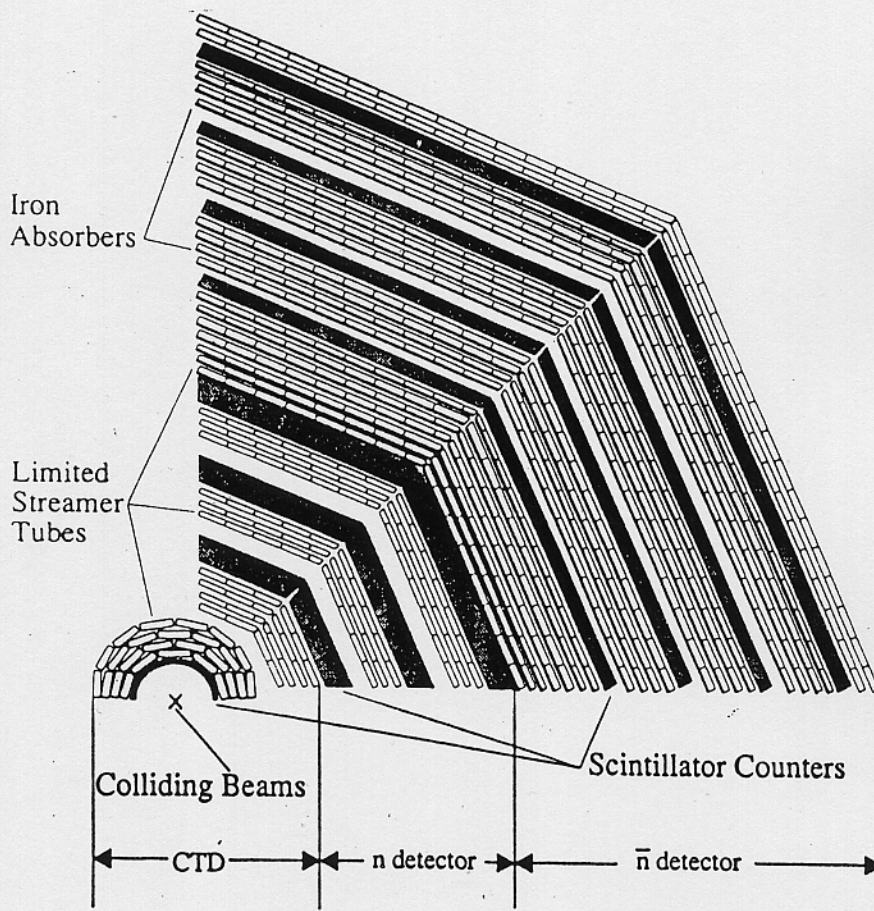 Iron
Absorbers
Limited
Streamer
Tubes
Colliding Beams
Scintillator Counters
CTD
n detector
n̅ detector